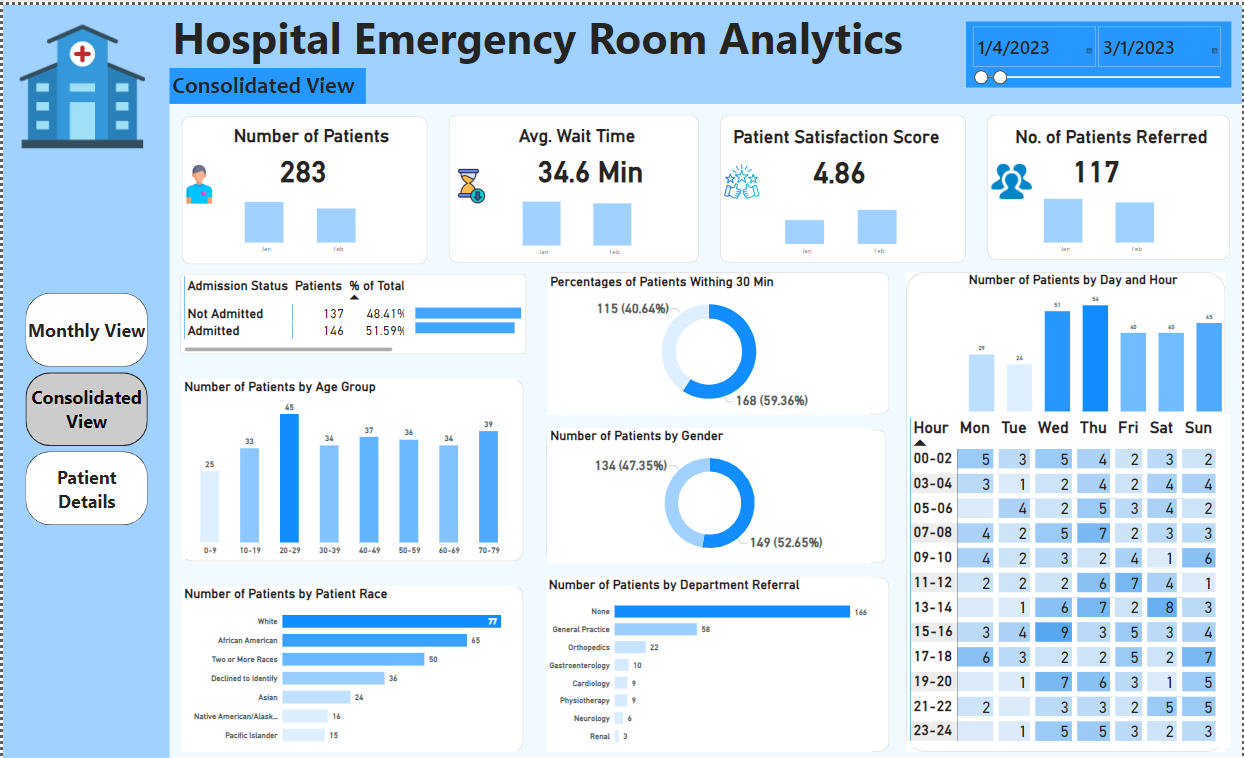 Hospital Emergency Room Analytics
Consolidated View
1/4/2023 3/1/2023
Number of Patients
283
Jan Feb
Avg. Wait Time
34.6 Min
Jan Feb
Patient Satisfaction Score
4.86
Jan Feb
No. of Patients Referred
117
Jan Feb
Monthly View
Consolidated
View
Patient
Details
Admission Status Patients % of Total
Not Admitted 137 48.41%
Admitted 146 51.59%
Number of Patients by Age Group
25 33 45 34 37 36 34 39
0-9 10-19 20-29 30-39 40-49 50-59 60-69 70-79
Number of Patients by Patient Race
White 77
African American 65
Two or More Races 50
Declined to Identify 36
Asian 24
Native American/Alask... 16
Pacific Islander 15
Percentages of Patients Withing 30 Min
115 (40.64%)
168 (59.36%)
Number of Patients by Gender
134 (47.35%)
149 (52.65%)
Number of Patients by Department Referral
None 166
General Practice 58
Orthopedics 22
Gastroenterology 10
Cardiology 9
Physiotherapy 9
Neurology 6
Renal 3
Number of Patients by Day and Hour
29 24 51 54 40 40 45
Hour Mon Tue Wed Thu Fri Sat Sun
00-02 5 3 5 4 2 3 2
03-04 3 1 2 4 2 4 4
05-06 4 2 5 3 4 2
07-08 4 2 5 7 2 3 3
09-10 4 2 3 2 4 1 6
11-12 2 2 2 6 7 4 1
13-14 1 6 7 2 8 3
15-16 3 4 9 3 5 3 4
17-18 6 3 2 2 5 2 7
19-20 1 7 6 3 1 5
21-22 2 3 3 2 5 5
23-24 1 5 5 3 2 3